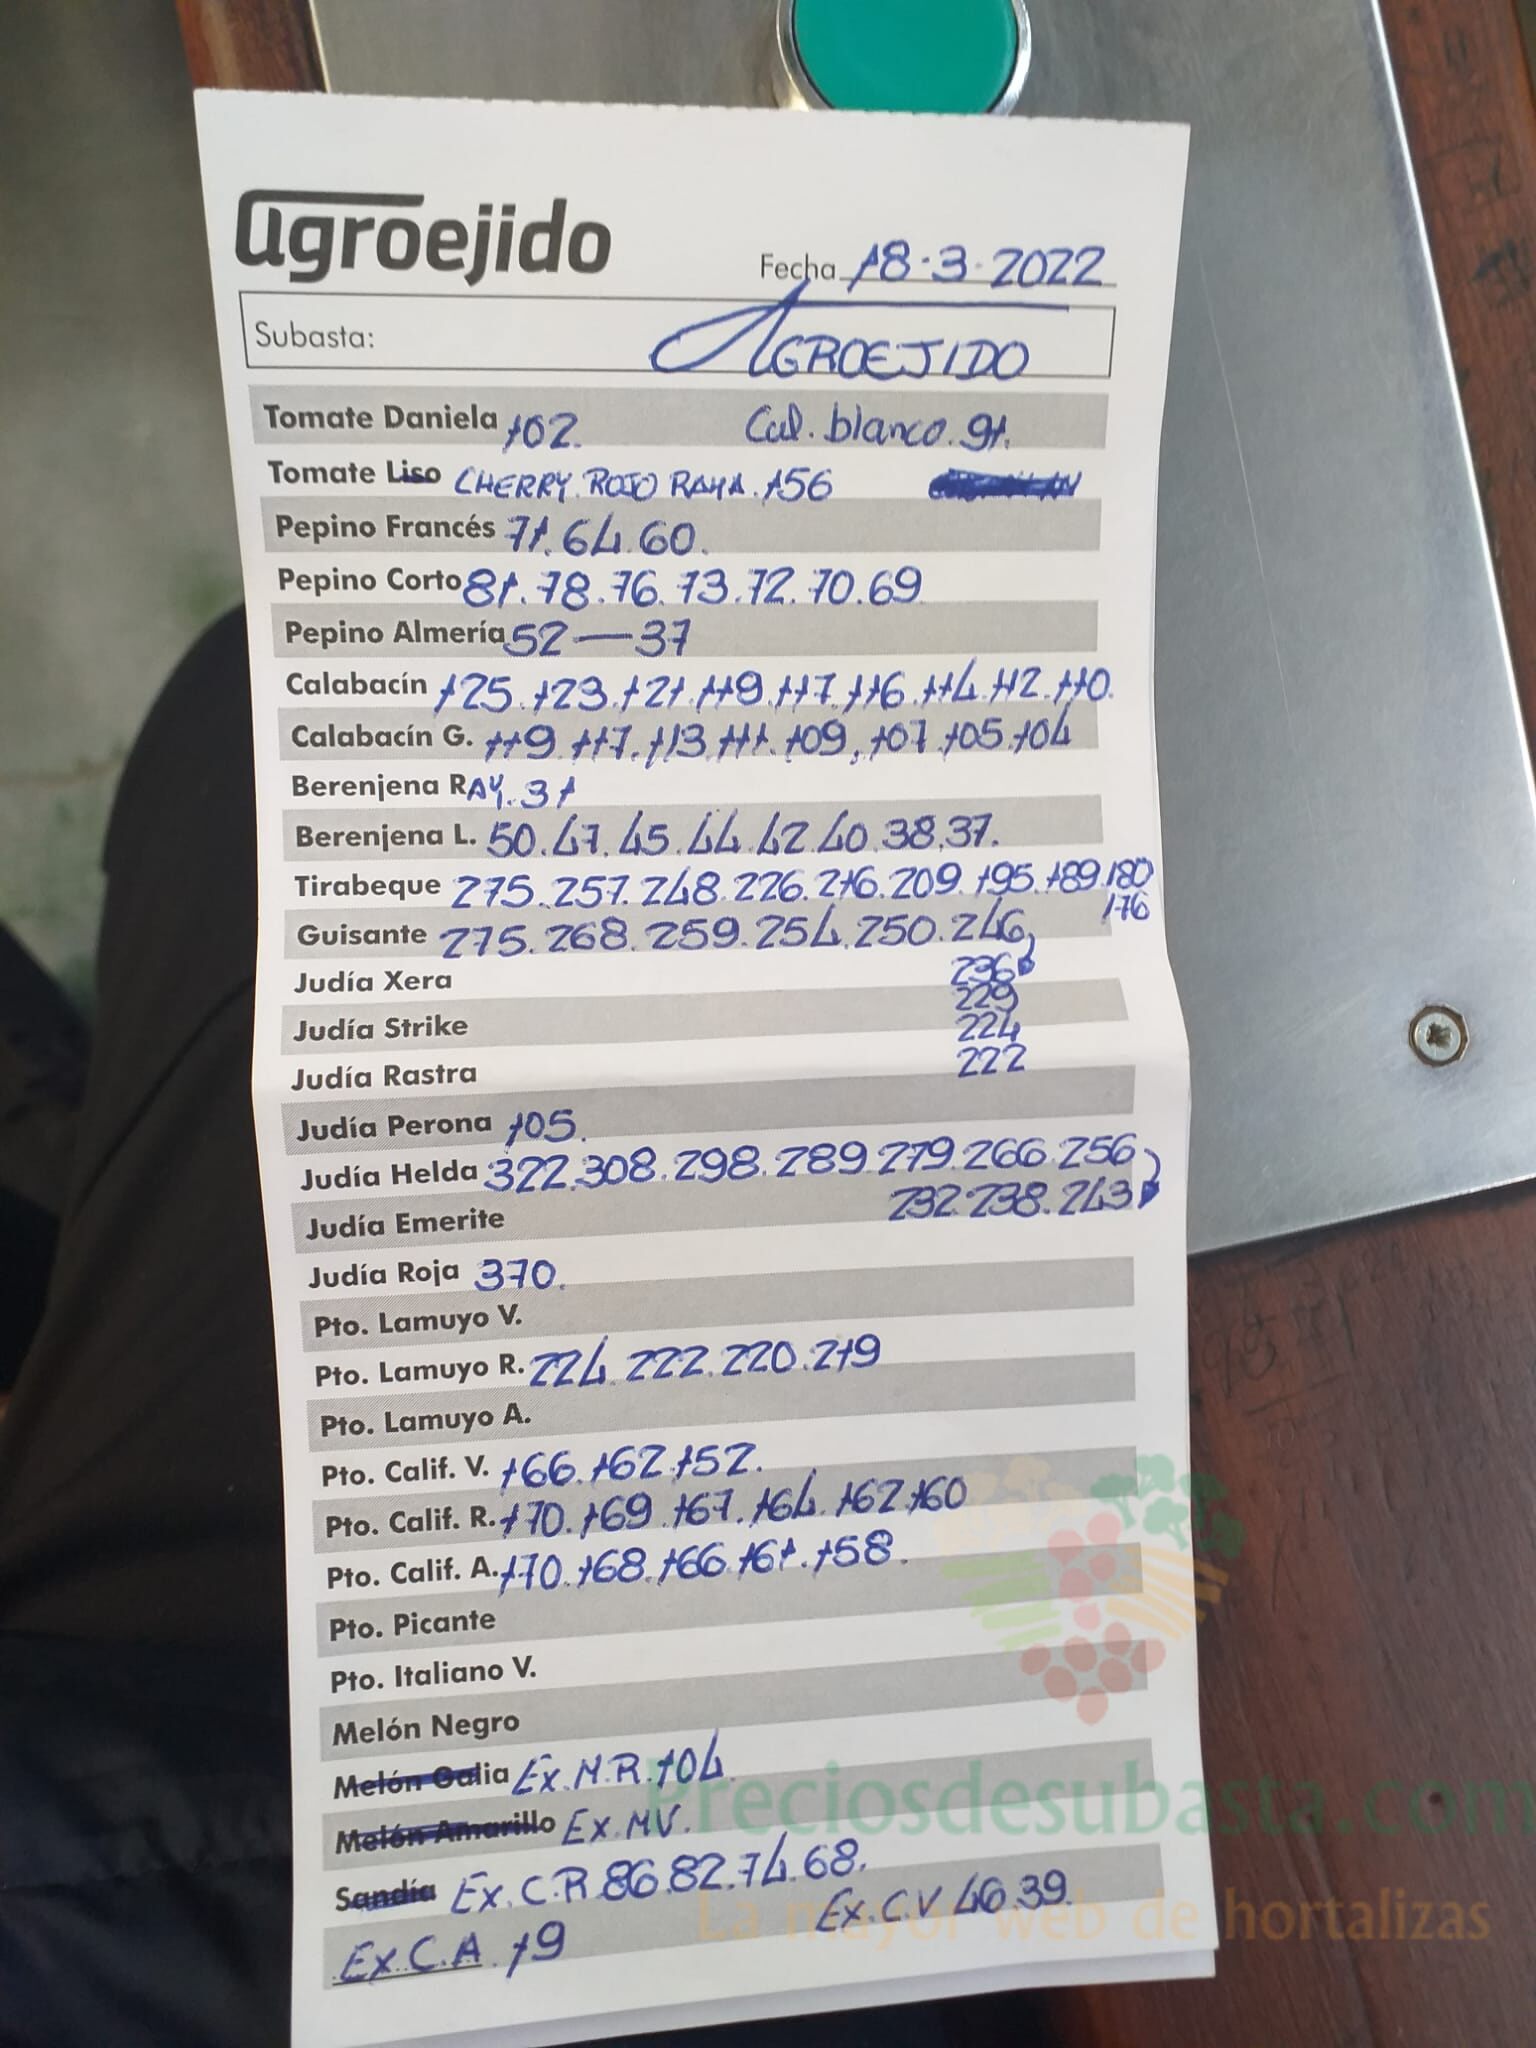 agroejido
Fecha 18.3.2022
Subasta: AGROEJIDO
Tomate Daniela 102. Cal. blanco. 91.
Tomate Liso CHERRY. ROJO RAMA. 156
Pepino Francés 71. 64. 60.
Pepino Corto 81. 78. 76. 73. 72. 70. 69
Pepino Almería 52 — 37
Calabacín 125. 123. 121. 119. 117. 116. 114. 112. 110.
Calabacín G. 119. 117. 113. 111. 109, 107. 105. 104
Berenjena RAY. 31
Berenjena L. 50. 47. 45. 44. 42. 40. 38. 37.
Tirabeque 275. 257. 248. 226. 216. 209. 195. 189. 180
176
Guisante 275. 268. 259. 254. 250. 246
Judía Xera 236
229
Judía Strike 224
Judía Rastra 222
Judía Perona 105.
Judía Helda 322. 308. 298. 289 279. 266. 256
Judía Emerite 232. 238. 243
Judía Roja 370.
Pto. Lamuyo V.
Pto. Lamuyo R. 224. 222. 220. 219
Pto. Lamuyo A.
Pto. Calif. V. 166. 162 152.
Pto. Calif. R. 170. 169. 167. 164. 162 160
Pto. Calif. A. 170. 168. 166. 161. 158.
Pto. Picante
Pto. Italiano V.
Melón Negro
Melón Galia Ex. M. R. 104
Preciosdesubasta.com
Melón Amarillo Ex. MV.
Sandía Ex. C. R. 86. 82. 74. 68.
Ex. C. V 46. 39.
La mayor web de hortalizas
Ex. C. A. 19